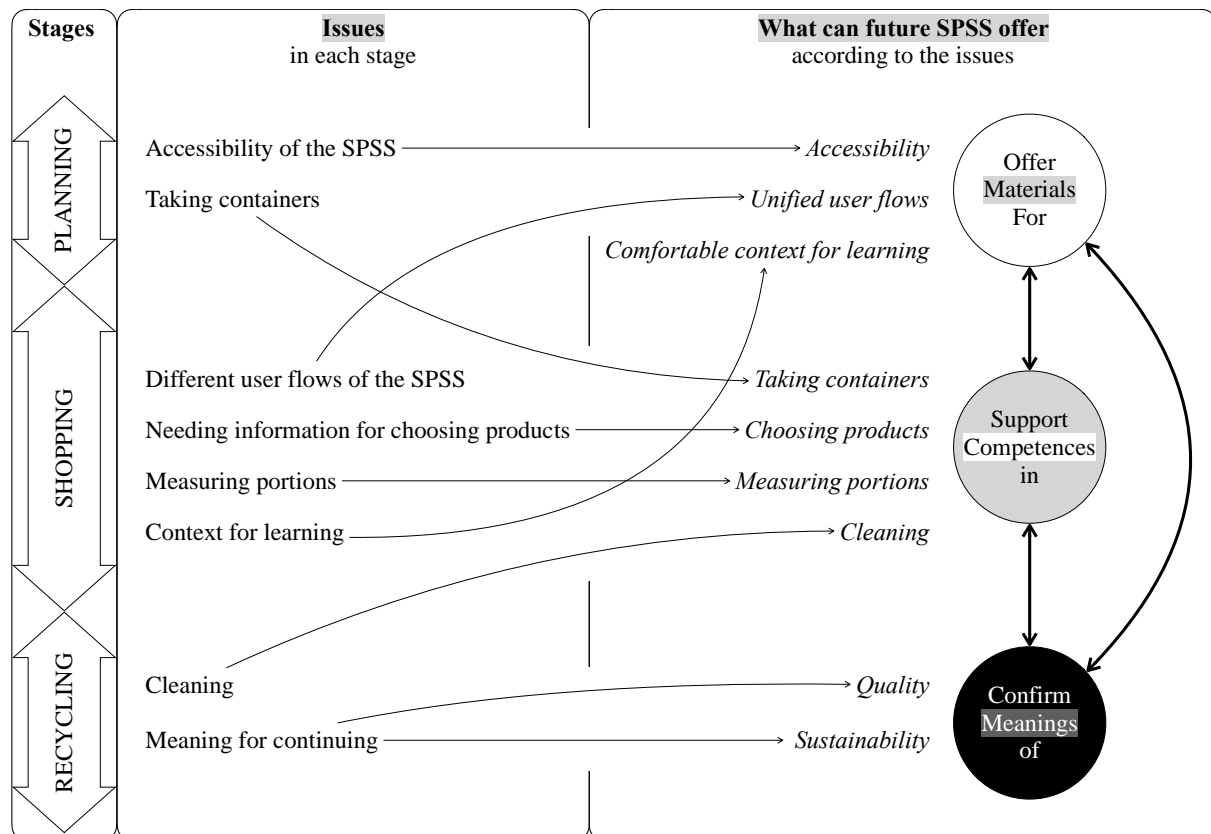 Stages
Issues
in each stage
What can future SPSS offer
according to the issues
PLANNING
Accessibility of the SPSS
Taking containers
Accessibility
Unified user flows
Comfortable context for learning
Offer
Materials
For
SHOPPING
Different user flows of the SPSS
Needing information for choosing products
Measuring portions
Context for learning
Taking containers
Choosing products
Measuring portions
Cleaning
Support
Competences
in
RECYCLING
Cleaning
Meaning for continuing
Quality
Sustainability
Confirm
Meanings
of